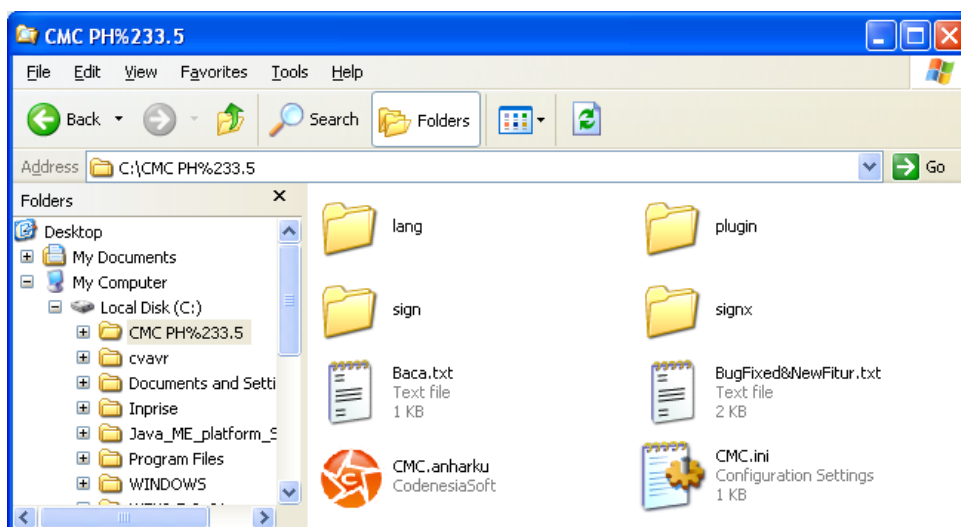 CMC PH%233.5
File Edit View Favorites Tools Help
Back Search Folders
Address C:\CMC PH%233.5 Go
Folders
Desktop
My Documents
My Computer
Local Disk (C:)
CMC PH%233.5
cvavr
Documents and Setti
Inprise
Java_ME_platform_S
Program Files
WINDOWS
lang
plugin
sign
signx
Baca.txt
Text file
1 KB
BugFixed&NewFitur.txt
Text file
2 KB
CMC.anharku
CodenesiaSoft
CMC.ini
Configuration Settings
1 KB